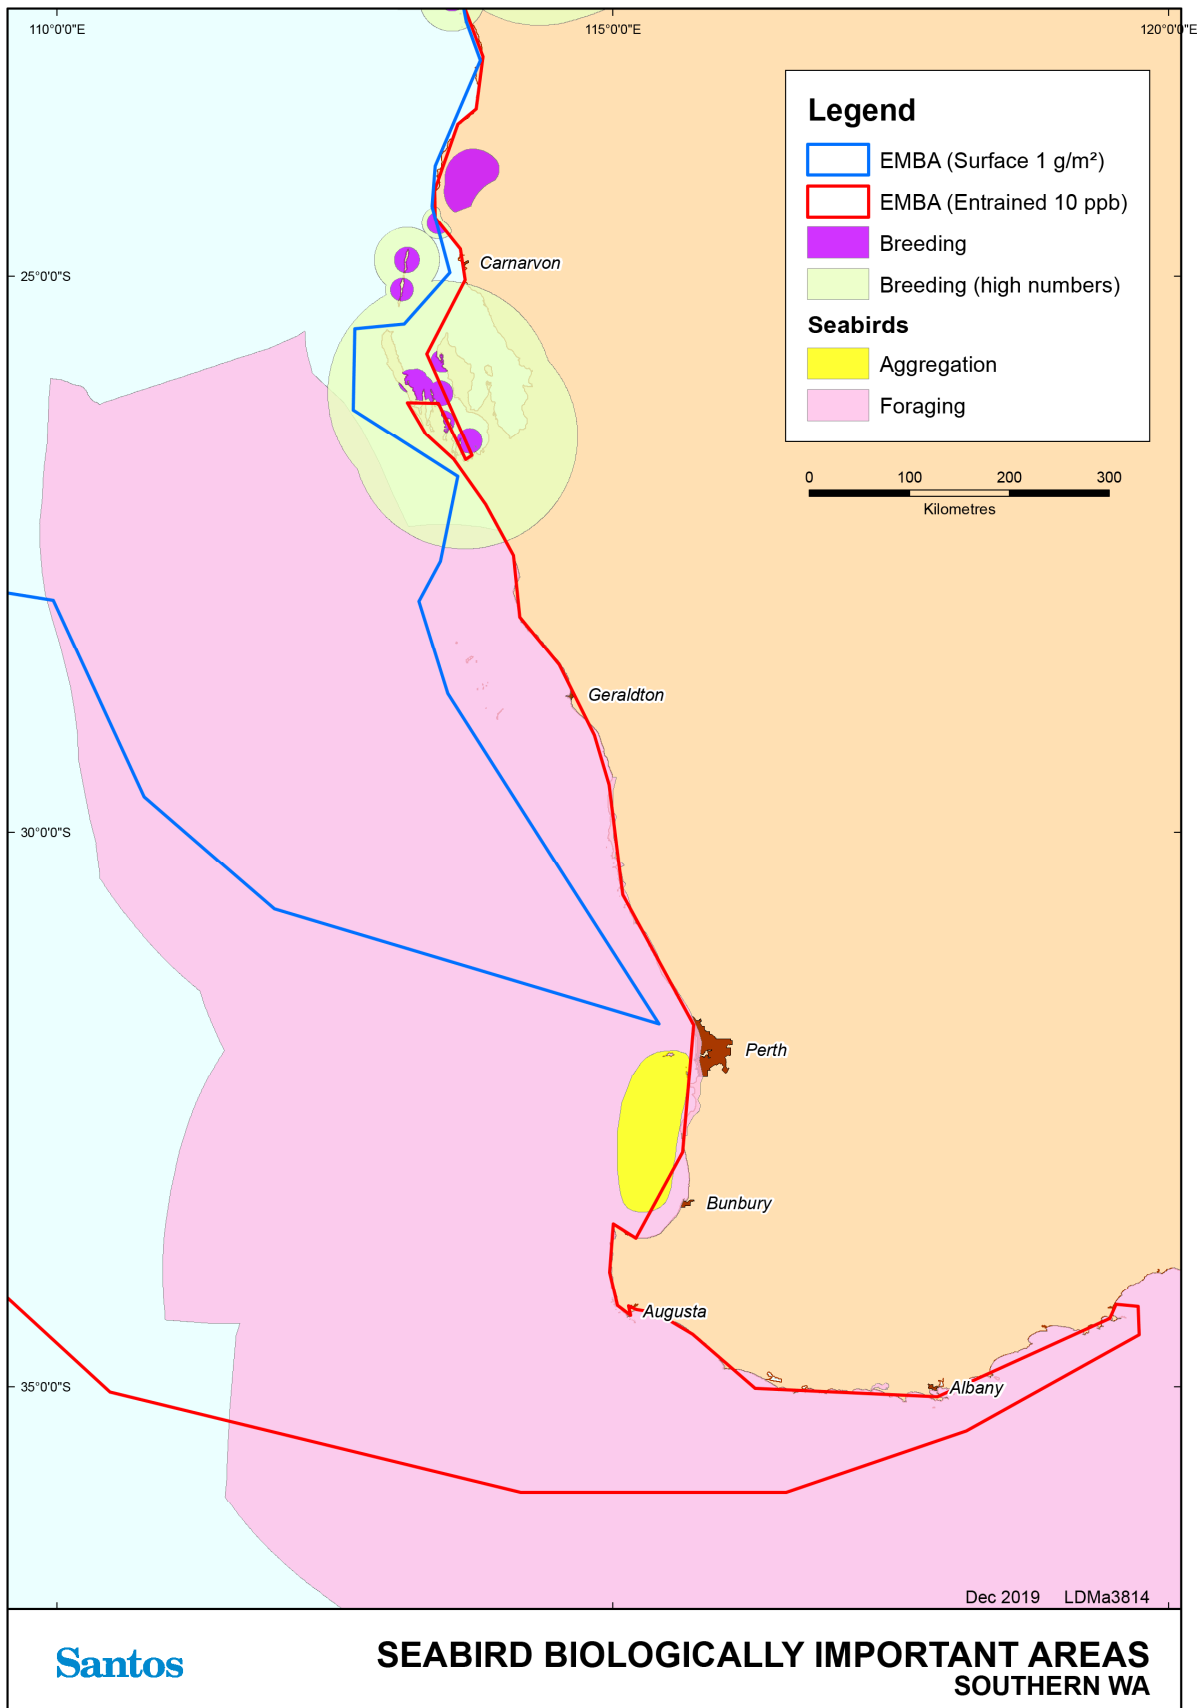 110°0'0"E
115°0'0"E
120°0'0"E
Legend
EMBA (Surface 1 g/m²)
EMBA (Entrained 10 ppb)
Breeding
Breeding (high numbers)
Seabirds
Aggregation
Foraging
0 100 200 300
Kilometres
Carnarvon
25°0'0"S
Geraldton
30°0'0"S
Perth
Bunbury
Augusta
35°0'0"S
Albany
Dec 2019 LDMa3814
Santos
SEABIRD BIOLOGICALLY IMPORTANT AREAS
SOUTHERN WA